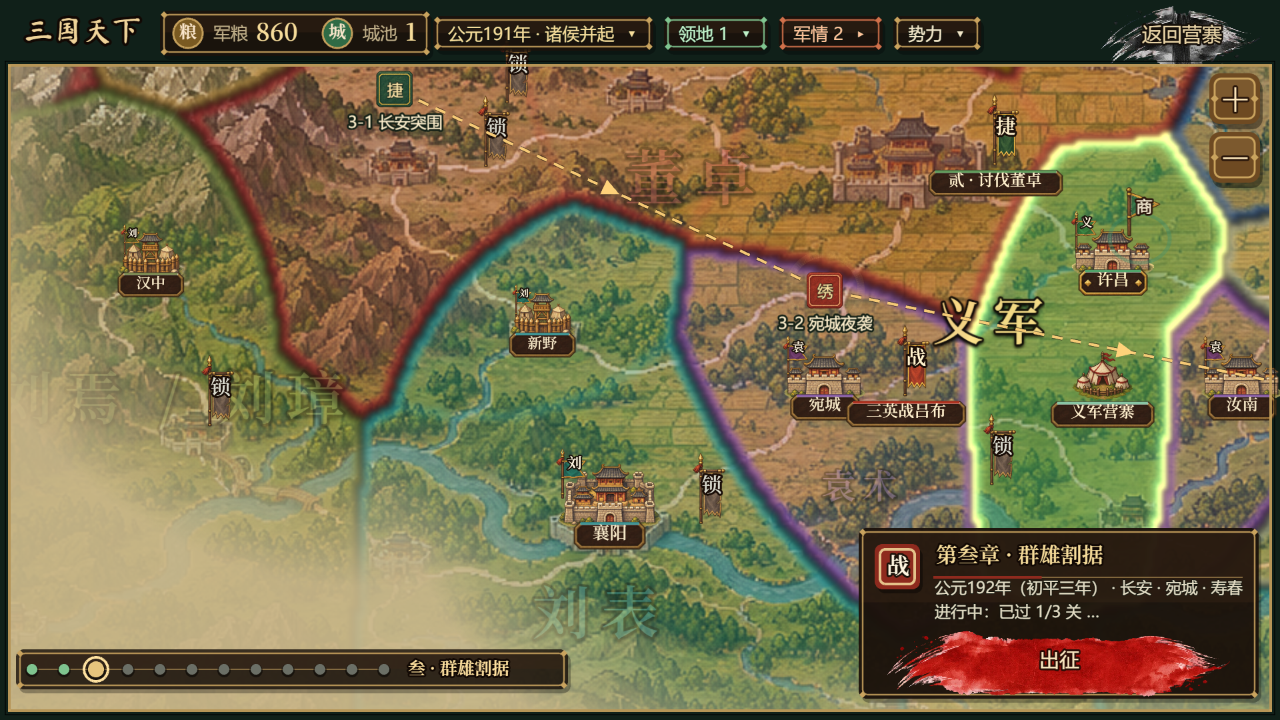 三国天下
粮 军粮 860 城 城池 1
公元191年 · 诸侯并起
领地 1
军情 2
势力
返回营寨
锁
捷
3-1 长安突围
锁
捷
贰 · 讨伐董卓
董卓
刘
汉中
义
商
许昌
刘
新野
绣
3-2 宛城夜袭
义军
袁
宛城
战
三英战吕布
义军营寨
袁
汝南
锁
刘璋
锁
刘
襄阳
锁
袁术
刘表
战
第叁章 · 群雄割据
公元192年（初平三年） · 长安 · 宛城 · 寿春
进行中：已过 1/3 关 ...
出征
叁 · 群雄割据